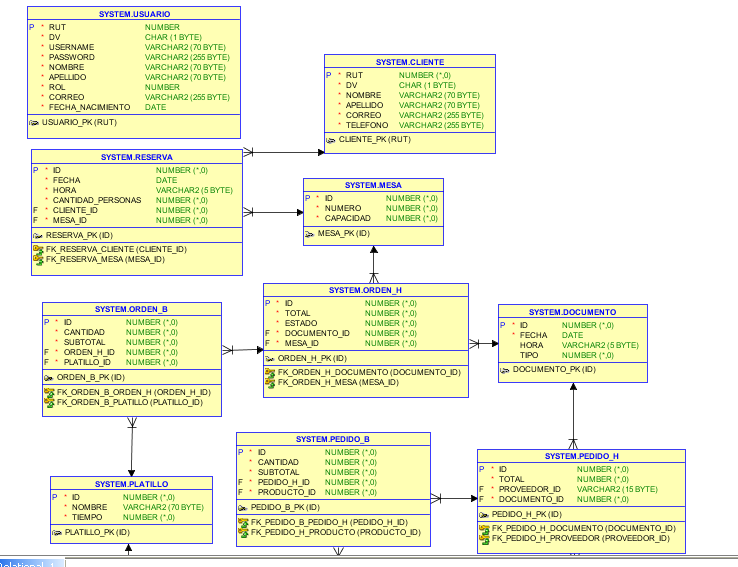 SYSTEM.USUARIO
P * RUT NUMBER
* DV CHAR (1 BYTE)
* USERNAME VARCHAR2 (70 BYTE)
* PASSWORD VARCHAR2 (255 BYTE)
* NOMBRE VARCHAR2 (70 BYTE)
* APELLIDO VARCHAR2 (70 BYTE)
* ROL NUMBER
* CORREO VARCHAR2 (255 BYTE)
* FECHA_NACIMIENTO DATE
USUARIO_PK (RUT)
SYSTEM.CLIENTE
P * RUT NUMBER (*,0)
* DV CHAR (1 BYTE)
* NOMBRE VARCHAR2 (70 BYTE)
* APELLIDO VARCHAR2 (70 BYTE)
* CORREO VARCHAR2 (255 BYTE)
* TELEFONO VARCHAR2 (255 BYTE)
CLIENTE_PK (RUT)
SYSTEM.RESERVA
P * ID NUMBER (*,0)
* FECHA DATE
* HORA VARCHAR2 (5 BYTE)
* CANTIDAD_PERSONAS NUMBER (*,0)
F * CLIENTE_ID NUMBER (*,0)
F * MESA_ID NUMBER (*,0)
RESERVA_PK (ID)
FK_RESERVA_CLIENTE (CLIENTE_ID)
FK_RESERVA_MESA (MESA_ID)
SYSTEM.MESA
P * ID NUMBER (*,0)
* NUMERO NUMBER (*,0)
* CAPACIDAD NUMBER (*,0)
MESA_PK (ID)
SYSTEM.ORDEN_H
P * ID NUMBER (*,0)
* TOTAL NUMBER (*,0)
* ESTADO NUMBER (*,0)
F * DOCUMENTO_ID NUMBER (*,0)
F * MESA_ID NUMBER (*,0)
ORDEN_H_PK (ID)
FK_ORDEN_H_DOCUMENTO (DOCUMENTO_ID)
FK_ORDEN_H_MESA (MESA_ID)
SYSTEM.ORDEN_B
P * ID NUMBER (*,0)
* CANTIDAD NUMBER (*,0)
* SUBTOTAL NUMBER (*,0)
F * ORDEN_H_ID NUMBER (*,0)
F * PLATILLO_ID NUMBER (*,0)
ORDEN_B_PK (ID)
FK_ORDEN_B_ORDEN_H (ORDEN_H_ID)
FK_ORDEN_B_PLATILLO (PLATILLO_ID)
SYSTEM.DOCUMENTO
P * ID NUMBER (*,0)
* FECHA DATE
HORA VARCHAR2 (5 BYTE)
TIPO NUMBER (*,0)
DOCUMENTO_PK (ID)
SYSTEM.PLATILLO
P * ID NUMBER (*,0)
* NOMBRE VARCHAR2 (70 BYTE)
* TIEMPO NUMBER (*,0)
PLATILLO_PK (ID)
SYSTEM.PEDIDO_B
P * ID NUMBER (*,0)
* CANTIDAD NUMBER (*,0)
* SUBTOTAL NUMBER (*,0)
F * PEDIDO_H_ID NUMBER (*,0)
F * PRODUCTO_ID NUMBER (*,0)
PEDIDO_B_PK (ID)
FK_PEDIDO_B_PEDIDO_H (PEDIDO_H_ID)
FK_PEDIDO_H_PRODUCTO (PRODUCTO_ID)
SYSTEM.PEDIDO_H
P * ID NUMBER (*,0)
* TOTAL NUMBER (*,0)
F * PROVEEDOR_ID VARCHAR2 (15 BYTE)
F * DOCUMENTO_ID NUMBER (*,0)
PEDIDO_H_PK (ID)
FK_PEDIDO_H_DOCUMENTO (DOCUMENTO_ID)
FK_PEDIDO_H_PROVEEDOR (PROVEEDOR_ID)